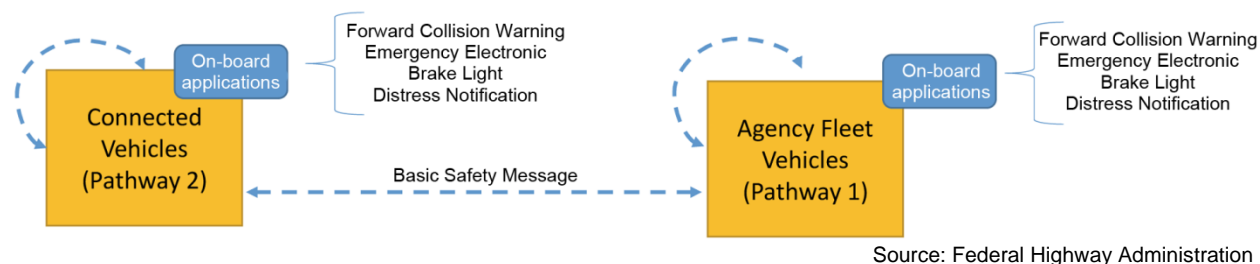 On-board
applications
Forward Collision Warning
Emergency Electronic
Brake Light
Distress Notification
Connected
Vehicles
(Pathway 2)
Basic Safety Message
On-board
applications
Forward Collision Warning
Emergency Electronic
Brake Light
Distress Notification
Agency Fleet
Vehicles
(Pathway 1)
Source: Federal Highway Administration